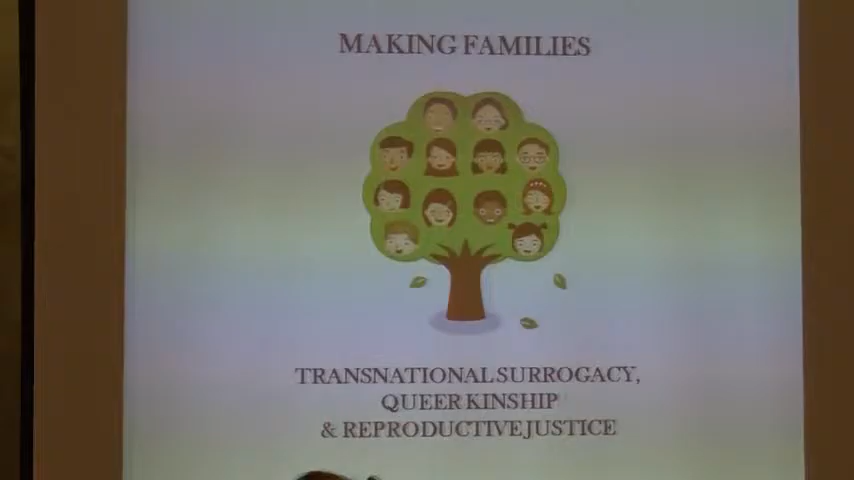 MAKING FAMILIES
TRANSNATIONAL SURROGACY,
QUEER KINSHIP
& REPRODUCTIVE JUSTICE